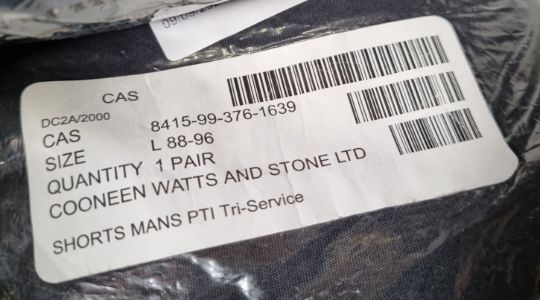 CAS
DC2A/2000
CAS 8415-99-376-1639
SIZE L 88-96
QUANTITY 1 PAIR
COONEEN WATTS AND STONE LTD
SHORTS MANS PTI Tri-Service